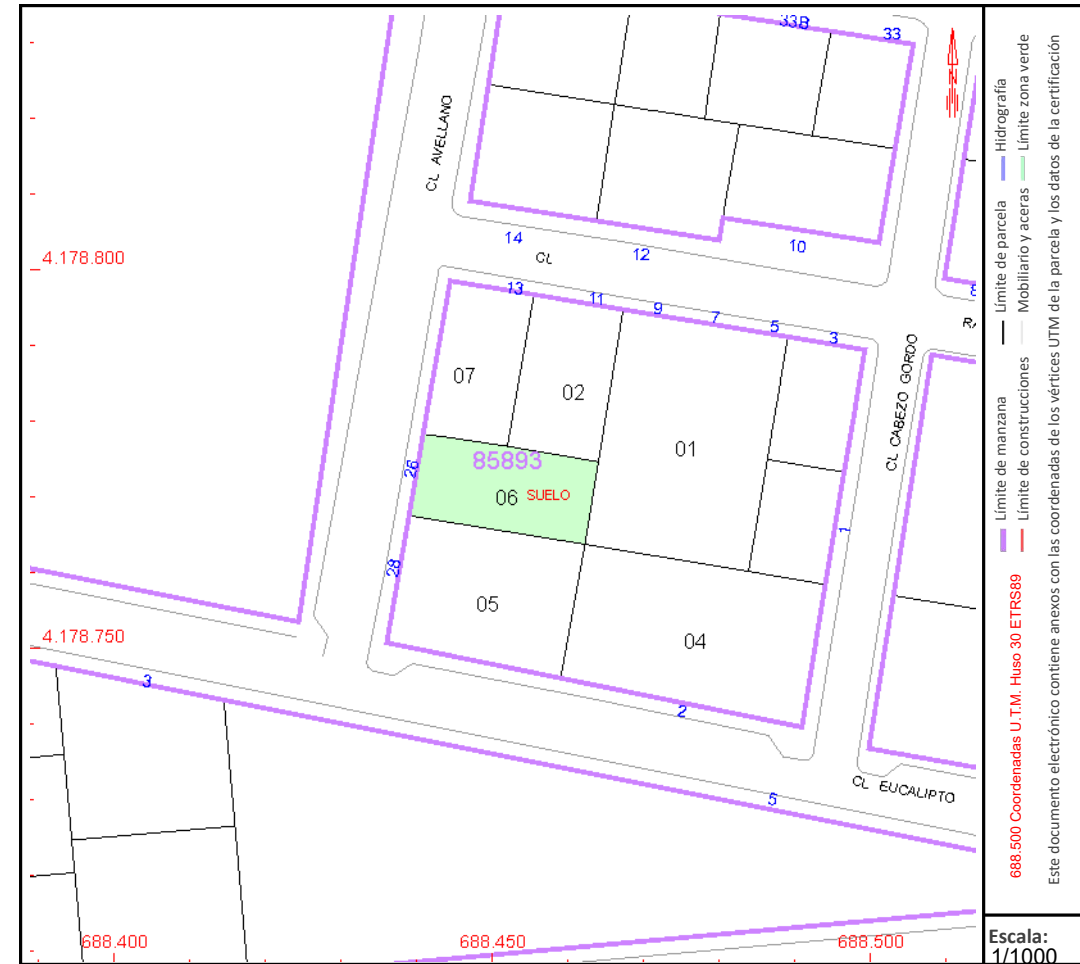 33B
33
CL AVELLANO
14
12
10
4.178.800
CL
13
11
9
7
5
3
8
CL CABEZO GORDO
07
02
01
85893
26
06
SUELO
1
28
05
04
4.178.750
3
2
5
CL EUCALIPTO
688.400
688.450
688.500
Límite de manzana
Límite de parcela
Hidrografía
Límite de construcciones
Mobiliario y aceras
Límite zona verde
688.500 Coordenadas U.T.M. Huso 30 ETRS89
Este documento electrónico contiene anexos con las coordenadas de los vértices UTM de la parcela y los datos de la certificación
Escala:
1/1000